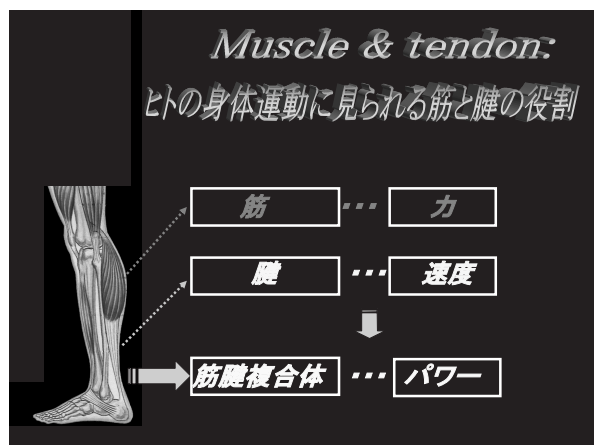 Muscle & tendon:
ヒトの身体運動に見られる筋と腱の役割
筋 ・・・ 力
腱 ・・・ 速度
筋腱複合体 ・・・ パワー